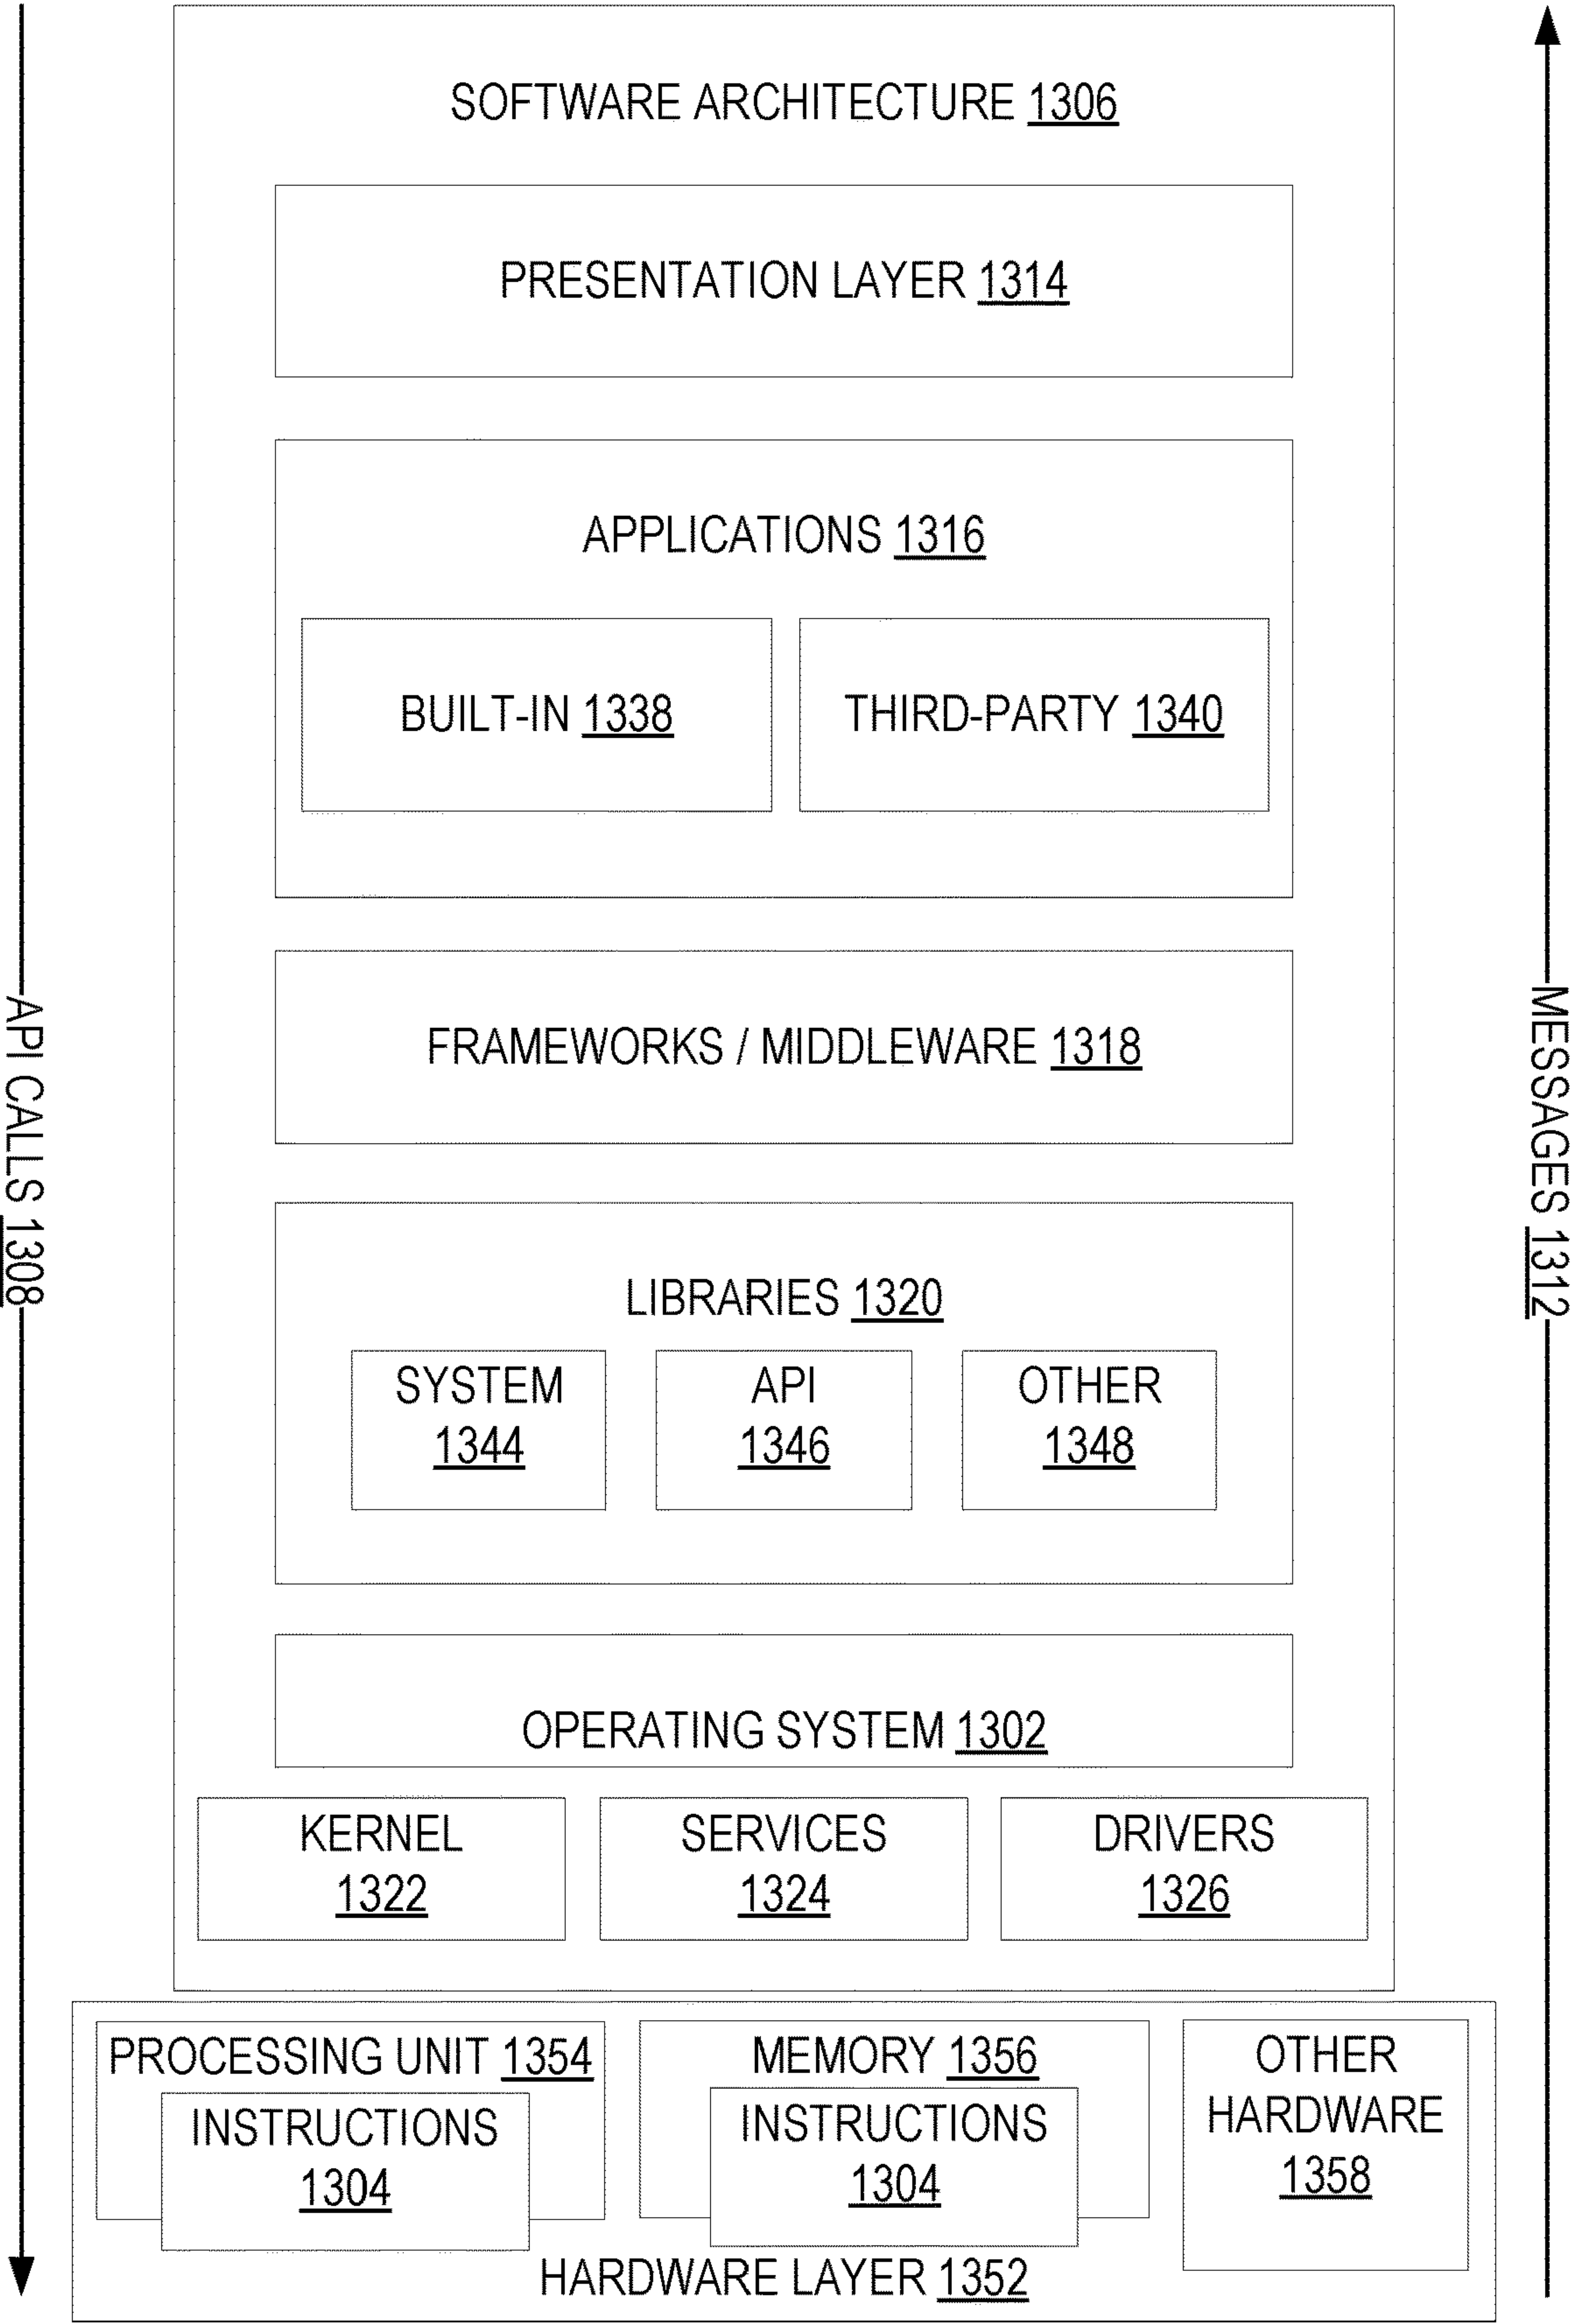 SOFTWARE ARCHITECTURE 1306
PRESENTATION LAYER 1314
APPLICATIONS 1316
BUILT-IN 1338
THIRD-PARTY 1340
FRAMEWORKS / MIDDLEWARE 1318
LIBRARIES 1320
SYSTEM
1344
API
1346
OTHER
1348
OPERATING SYSTEM 1302
KERNEL
1322
SERVICES
1324
DRIVERS
1326
PROCESSING UNIT 1354
INSTRUCTIONS
1304
MEMORY 1356
INSTRUCTIONS
1304
OTHER
HARDWARE
1358
HARDWARE LAYER 1352
API CALLS 1308
MESSAGES 1312